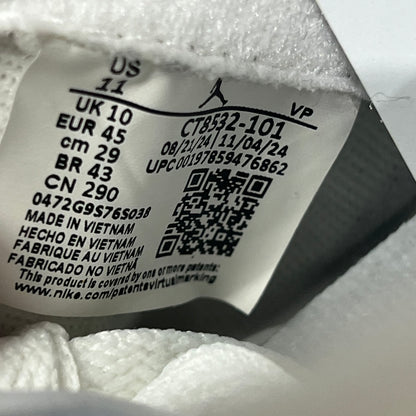 US
11
UK 10
EUR 45
cm 29
BR 43
CN 290
0472G9S76S038
MADE IN VIETNAM
HECHO EN VIETNAM
FABRIQUE AU VIETNAM
FABRICADO NO VIETNAM
This product is covered by one or more patents:
www.nike.com/patentsvirtualmarking
VP
CT8532-101
08/21/24 | 11/04/24
UPC 00197859476862